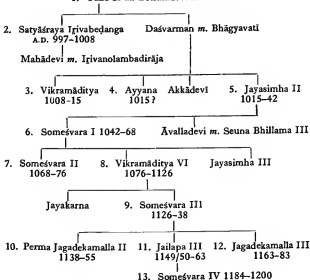 2. Satyāśraya Iṛivabeḍanga Daśvarman m. Bhāgyavatī
A.D. 997-1008
Mahādevi m. Irivanolambadirāja
3. Vikramāditya 4. Ayyana Akkādevī 5. Jayasimha II
1008-15 1015? 1015-42
6. Someśvara I 1042-68 Āvalladevi m. Seuna Bhillama III
7. Someśvara II 8. Vikramāditya VI Jayasimha III
1068-76 1076-1126
Jayakarna 9. Someśvara III
1126-38
10. Perma Jagadekamalla II 11. Jailapa III 12. Jagadekamalla III
1138-55 1149/50-63 1163-83
13. Someśvara IV 1184-1200